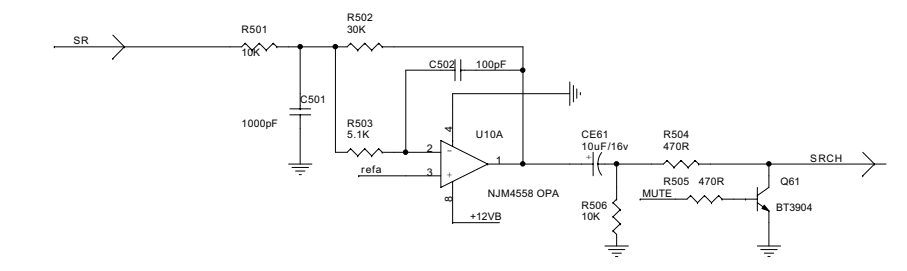 R502
30K
R501
10K
SR
C502 100pF
C501
1000pF
R503
5.1K
4
U10A
2
-
1
refa
3
+
8
NJM4558 OPA
+12VB
CE61
10uF/16v
+
R504
470R
SRCH
R505 470R
MUTE
Q61
BT3904
R506
10K